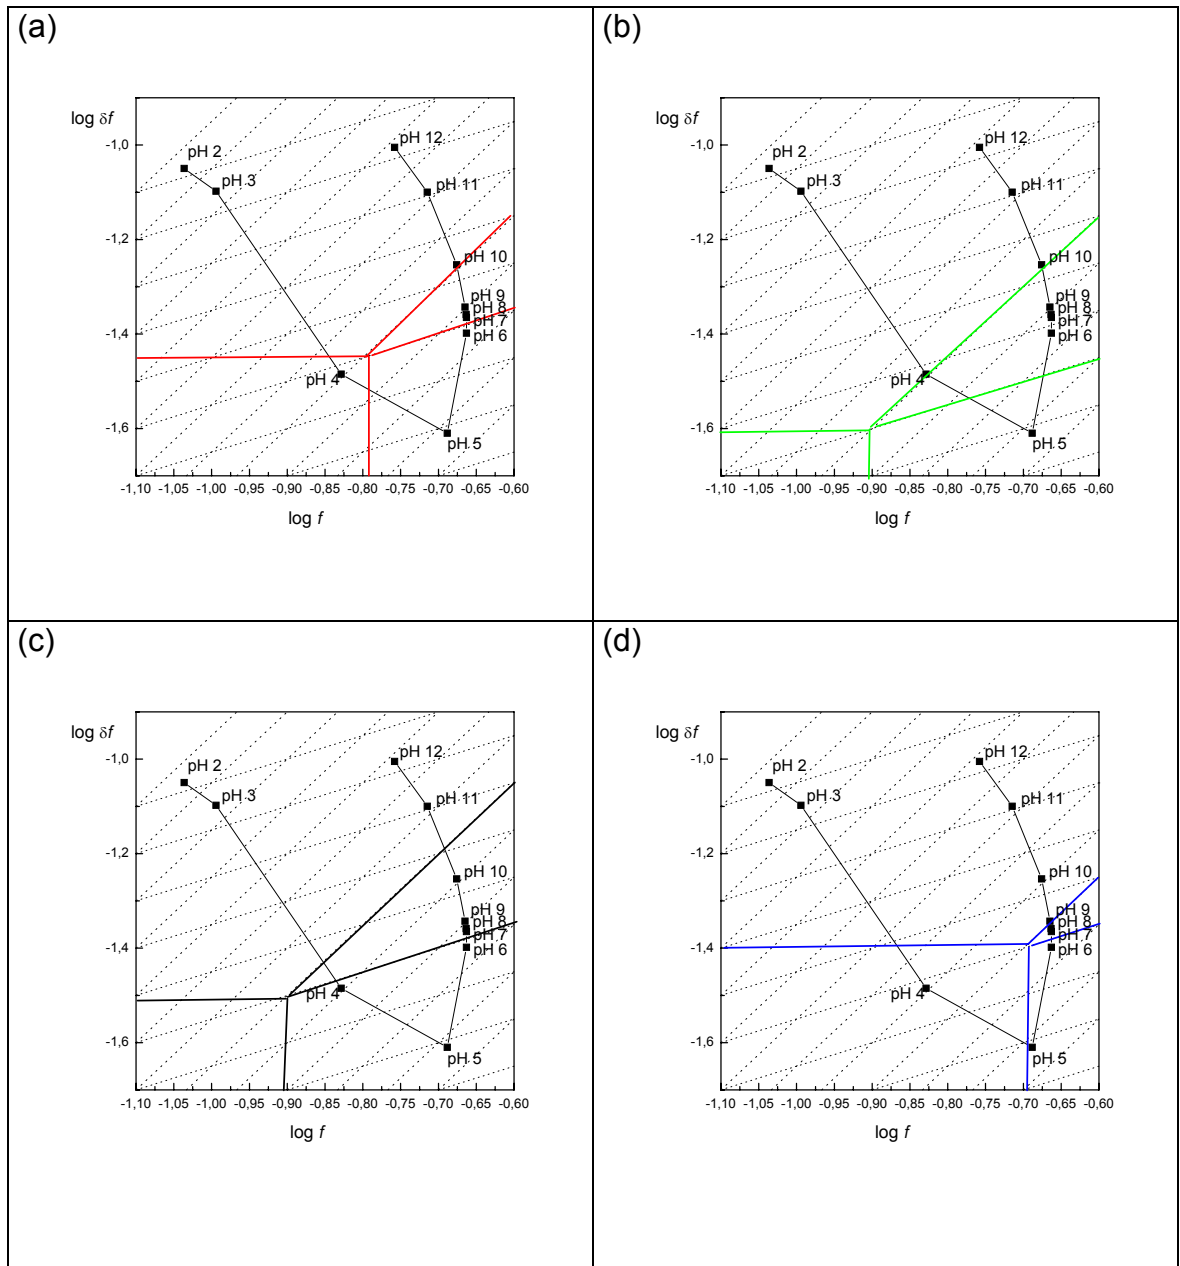 (a)
log δf
-1,0
-1,2
-1,4
-1,6
pH 2
pH 3
pH 4
pH 5
pH 12
pH 11
pH 10
pH 9
pH 8
pH 7
pH 6
-1,10 -1,05 -1,00 -0,95 -0,90 -0,85 -0,80 -0,75 -0,70 -0,65 -0,60
log f
(b)
log δf
-1,0
-1,2
-1,4
-1,6
pH 2
pH 3
pH 4
pH 5
pH 12
pH 11
pH 10
pH 9
pH 8
pH 7
pH 6
-1,10 -1,05 -1,00 -0,95 -0,90 -0,85 -0,80 -0,75 -0,70 -0,65 -0,60
log f
(c)
log δf
-1,0
-1,2
-1,4
-1,6
pH 2
pH 3
pH 4
pH 5
pH 12
pH 11
pH 10
pH 9
pH 8
pH 7
pH 6
-1,10 -1,05 -1,00 -0,95 -0,90 -0,85 -0,80 -0,75 -0,70 -0,65 -0,60
log f
(d)
log δf
-1,0
-1,2
-1,4
-1,6
pH 2
pH 3
pH 4
pH 5
pH 12
pH 11
pH 10
pH 9
pH 8
pH 7
pH 6
-1,10 -1,05 -1,00 -0,95 -0,90 -0,85 -0,80 -0,75 -0,70 -0,65 -0,60
log f